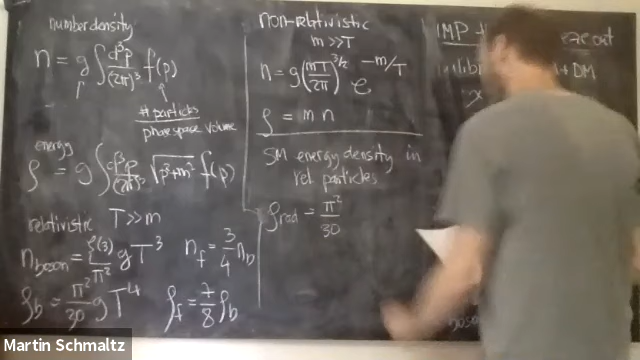 number density
n = g ∫ d³p/(2π)³ f(p)
# particles
phase space volume
energy
ρ = g ∫ d³p/(2π)³ √(p²+m²) f(p)
relativistic T ≫ m
n_boson = ζ(3)/π² g T³ n_f = 3/4 n_b
ρ_b = π²/30 g T⁴ ρ_f = 7/8 ρ_b
non-relativistic
m ≫ T
n = g (mT/2π)^{3/2} e^{-m/T}
ρ = m n
SM energy density in
rel particles
ρ_rad = π²/30
DM
Martin Schmaltz